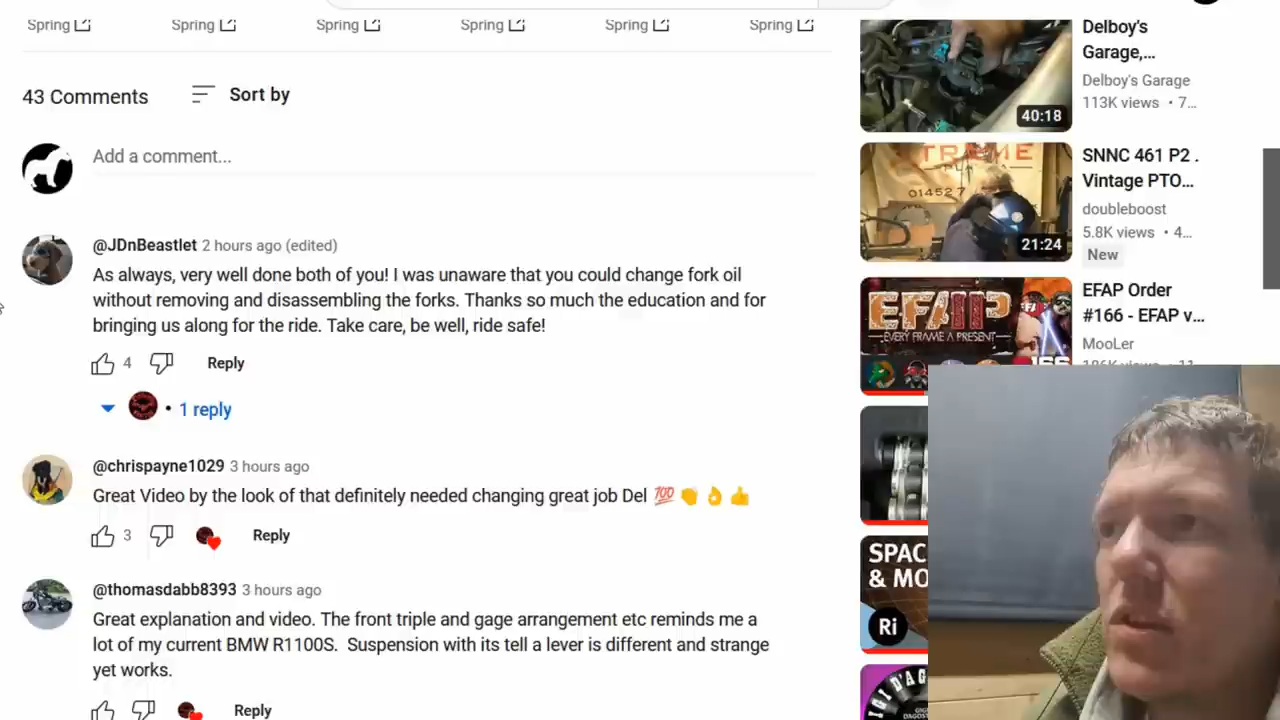 Spring
Spring
Spring
Spring
Spring
Spring
43 Comments
Sort by
Add a comment...
@JDnBeastlet 2 hours ago (edited)
As always, very well done both of you! I was unaware that you could change fork oil
without removing and disassembling the forks. Thanks so much the education and for
bringing us along for the ride. Take care, be well, ride safe!
4
Reply
• 1 reply
@chrispayne1029 3 hours ago
Great Video by the look of that definitely needed changing great job Del 💯 👏 👌 👍
3
Reply
@thomasdabb8393 3 hours ago
Great explanation and video. The front triple and gage arrangement etc reminds me a
lot of my current BMW R1100S. Suspension with its tell a lever is different and strange
yet works.
Reply
40:18
Delboy's
Garage,...
Delboy's Garage
113K views • 7...
01452 7
21:24
SNNC 461 P2 .
Vintage PTO...
doubleboost
5.8K views • 4...
New
EFAP
EVERY FRAME A PRESENT
166
EFAP Order
#166 - EFAP v...
MooLer
SPAC
& MO
Ri